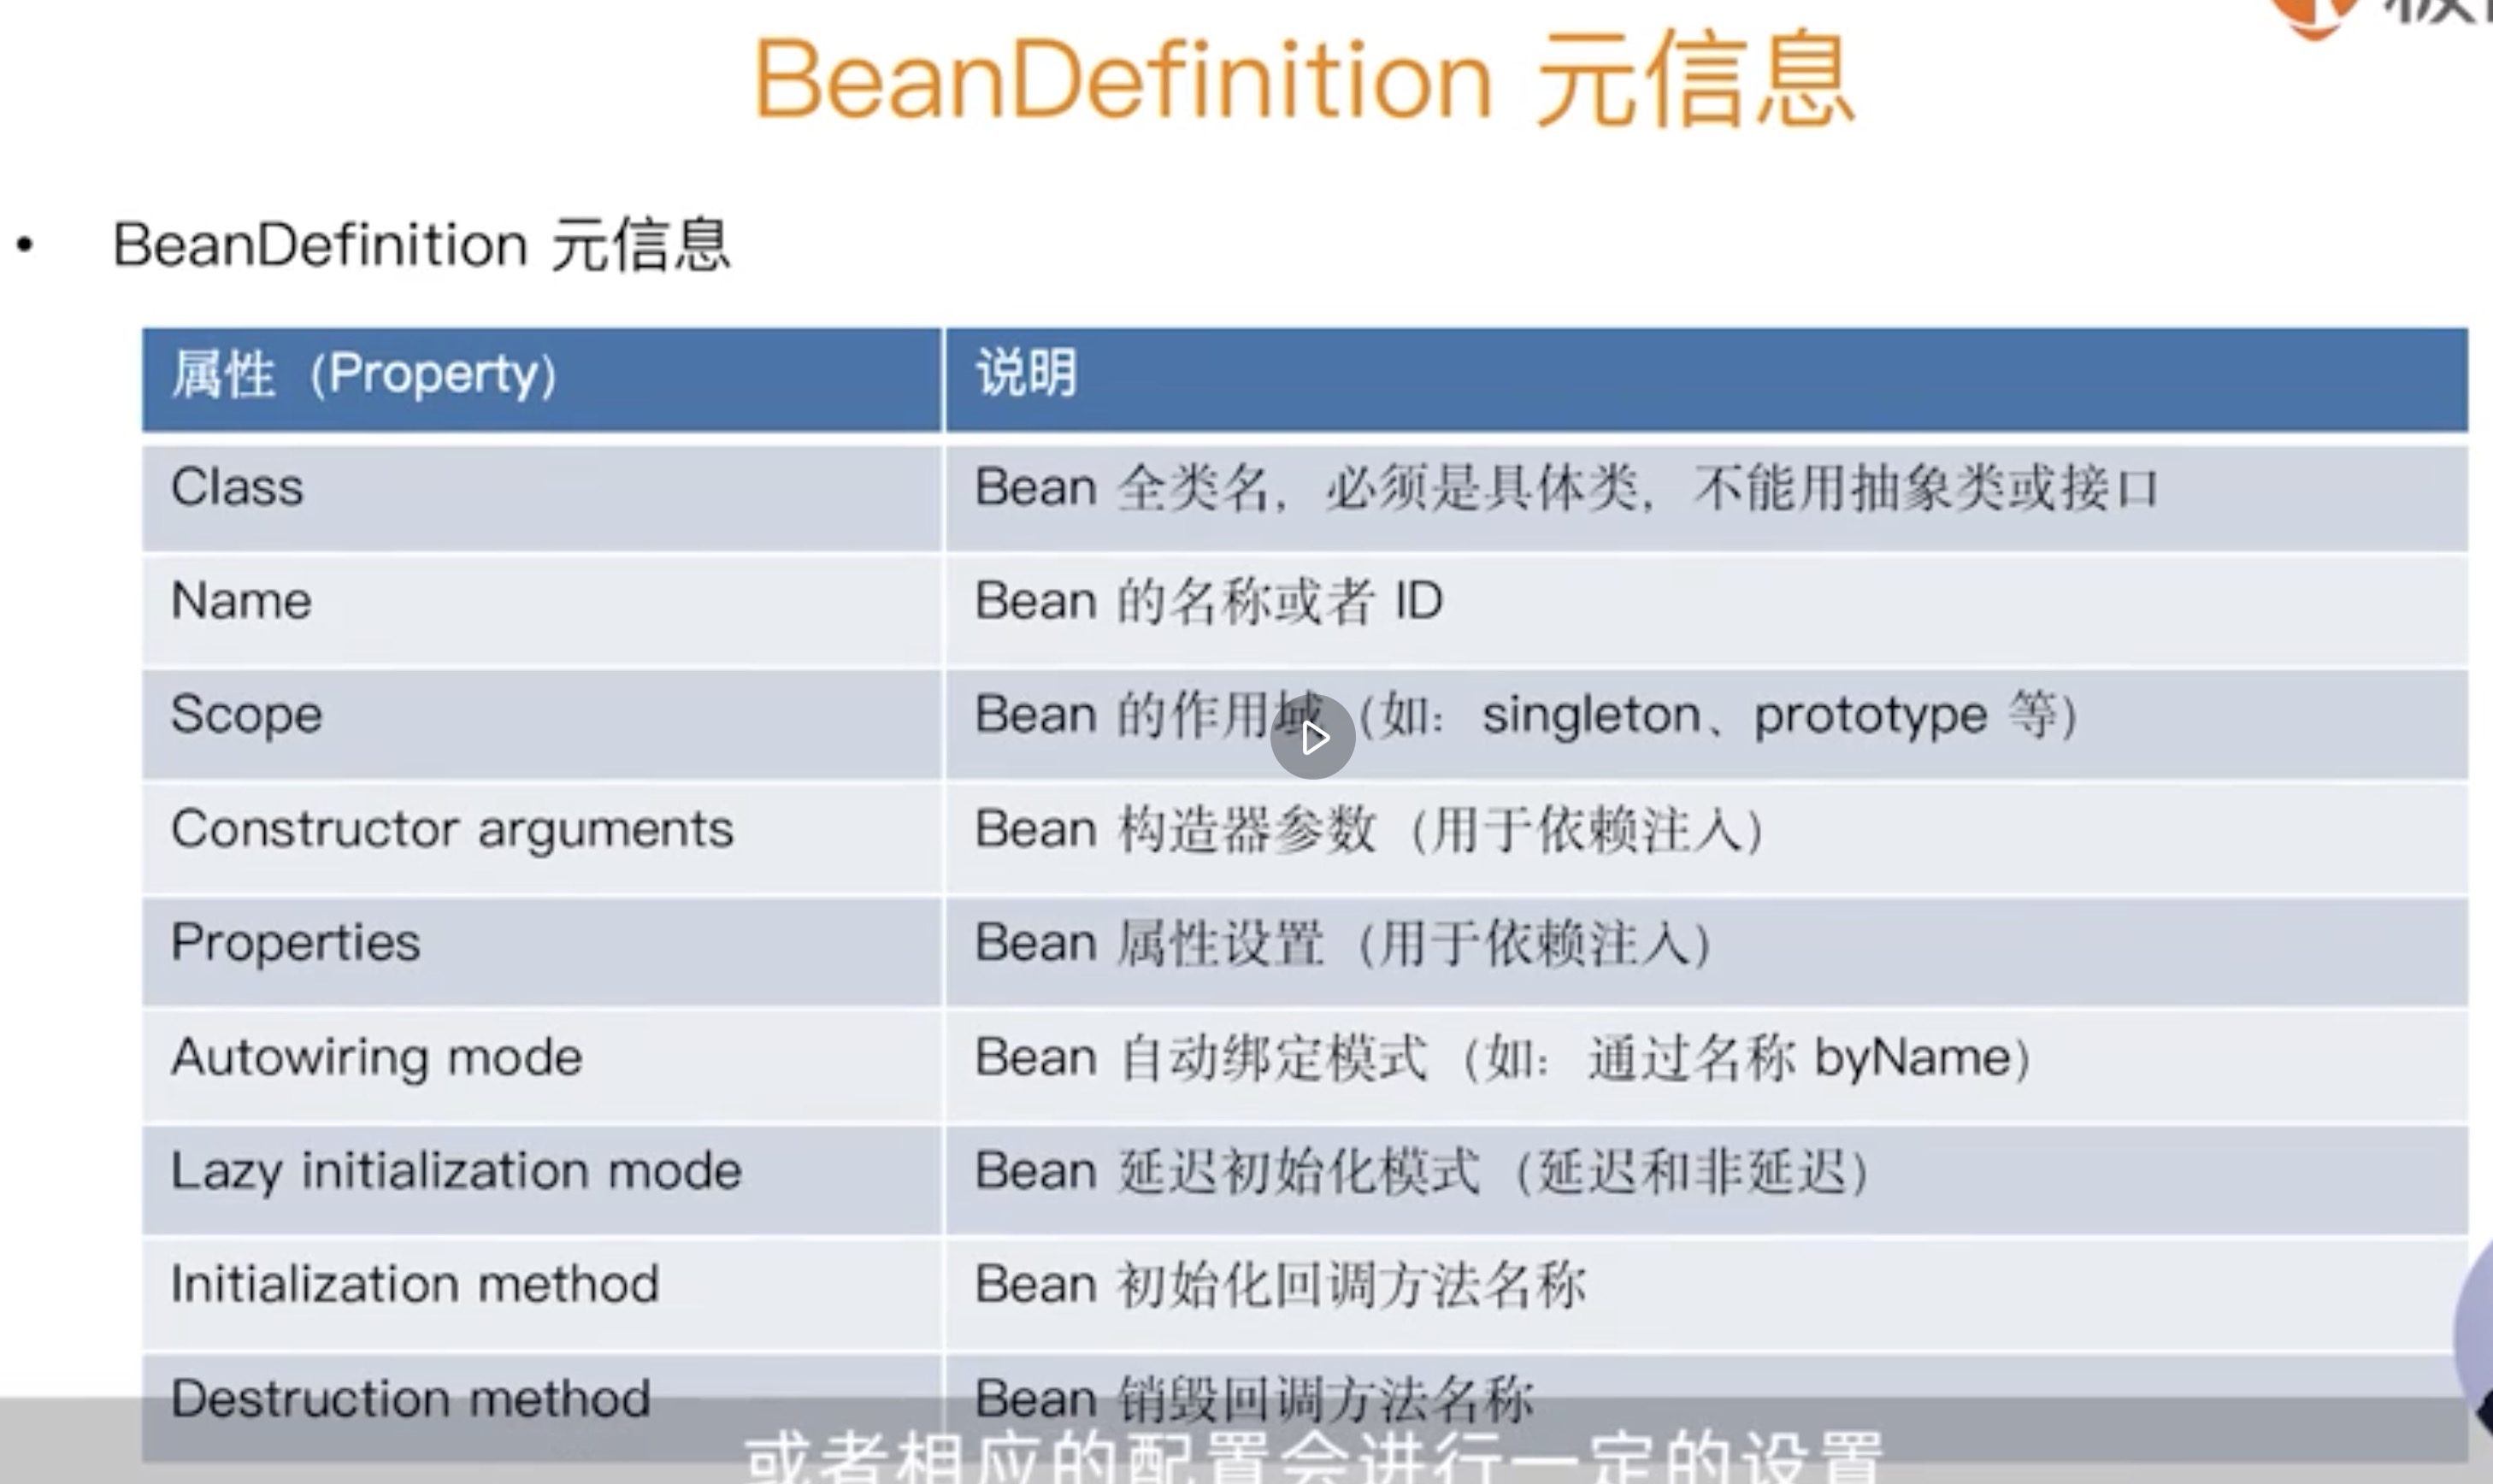 BeanDefinition 元信息
• BeanDefinition 元信息
属性（Property） 说明
Class Bean 全类名，必须是具体类，不能用抽象类或接口
Name Bean 的名称或者 ID
Scope Bean 的作用域（如：singleton、prototype 等）
Constructor arguments Bean 构造器参数（用于依赖注入）
Properties Bean 属性设置（用于依赖注入）
Autowiring mode Bean 自动绑定模式（如：通过名称 byName）
Lazy initialization mode Bean 延迟初始化模式（延迟和非延迟）
Initialization method Bean 初始化回调方法名称
Destruction method Bean 销毁回调方法名称
或者相应的配置会进行一定的设置